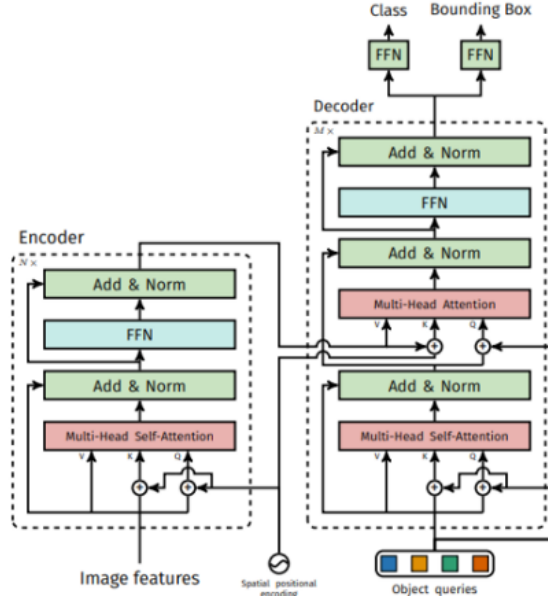 Class
Bounding Box
FFN
FFN
Decoder
M×
Add & Norm
FFN
Add & Norm
Multi-Head Attention
V
K
Q
Add & Norm
Multi-Head Self-Attention
V
K
Q
Object queries
Encoder
N×
Add & Norm
FFN
Add & Norm
Multi-Head Self-Attention
V
K
Q
Image features
Spatial positional
encoding